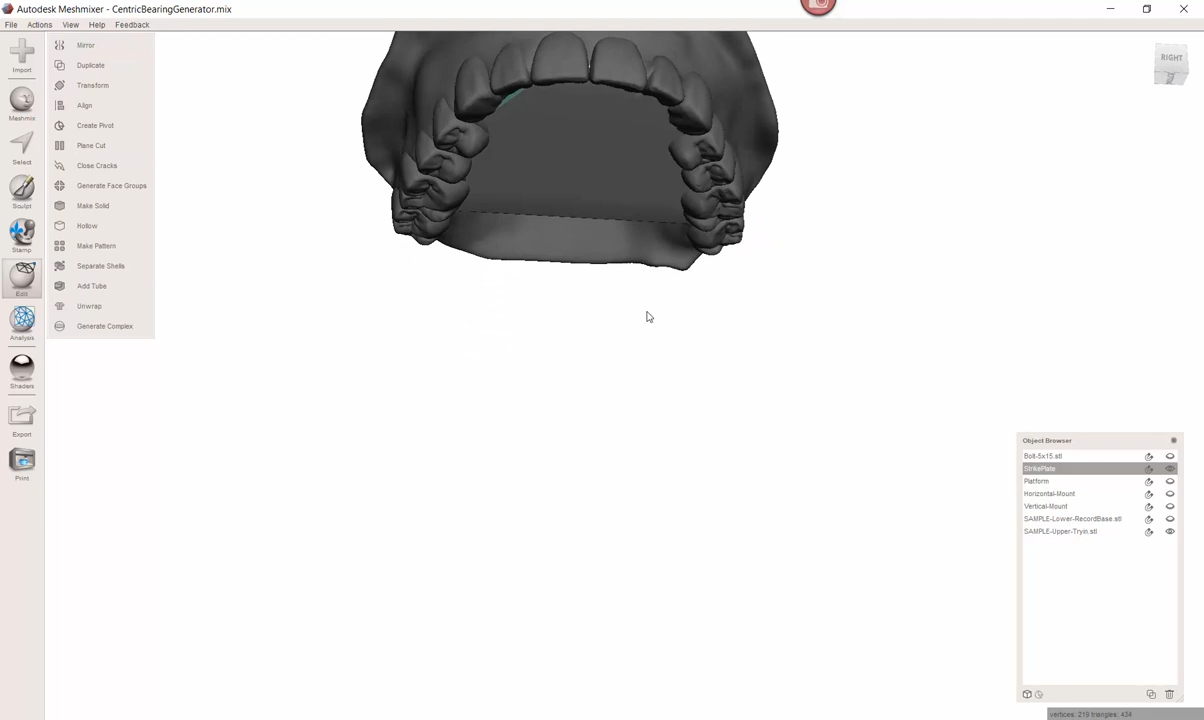 Autodesk Meshmixer - CentricBearingGenerator.mix
File Actions View Help Feedback
Import
Meshmix
Select
Sculpt
Stamp
Edit
Analysis
Shaders
Export
Print
Mirror
Duplicate
Transform
Align
Create Pivot
Plane Cut
Close Cracks
Generate Face Groups
Make Solid
Hollow
Make Pattern
Separate Shells
Add Tube
Unwrap
Generate Complex
RIGHT
Object Browser
Bolt-5x15.stl
StrikePlate
Platform
Horizontal-Mount
Vertical-Mount
SAMPLE-Lower-RecordBase.stl
SAMPLE-Upper-Tryin.stl
vertices: 219 triangles: 434